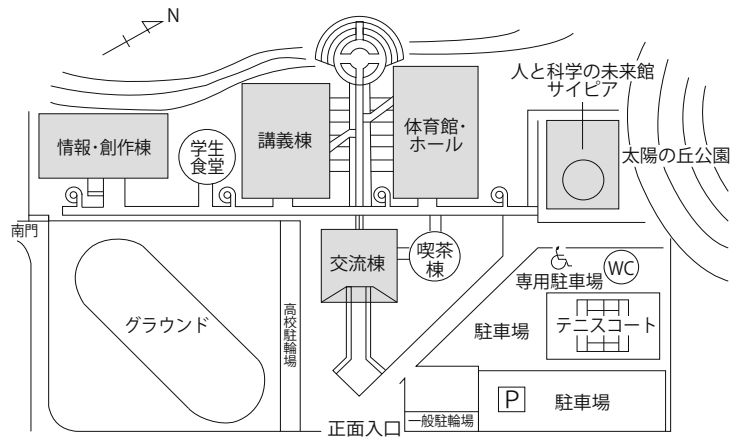 N
人と科学の未来館
サイピア
太陽の丘公園
体育館・
ホール
講義棟
学生
食堂
情報・創作棟
南門
交流棟
喫茶
棟
専用駐車場
WC
グラウンド
高校駐輪場
駐車場
テニスコート
P
駐車場
一般駐輪場
正面入口